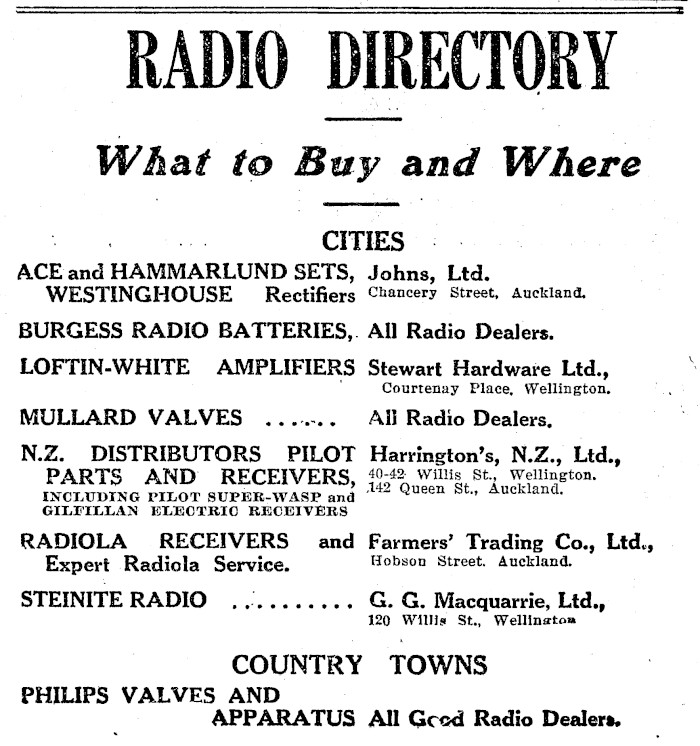 RADIO DIRECTORY
What to Buy and Where
CITIES
ACE and HAMMARLUND SETS, Johns, Ltd.
WESTINGHOUSE Rectifiers Chancery Street, Auckland.
BURGESS RADIO BATTERIES, All Radio Dealers.
LOFTIN-WHITE AMPLIFIERS Stewart Hardware Ltd.,
Courtenay Place, Wellington.
MULLARD VALVES ...... All Radio Dealers.
N.Z. DISTRIBUTORS PILOT Harrington's, N.Z., Ltd.,
PARTS AND RECEIVERS, 40-42 Willis St., Wellington.
142 Queen St., Auckland.
INCLUDING PILOT SUPER-WASP and
GILFILLAN ELECTRIC RECEIVERS
RADIOLA RECEIVERS and Farmers' Trading Co., Ltd.,
Expert Radiola Service. Hobson Street, Auckland.
STEINITE RADIO .......... G. G. Macquarrie, Ltd.,
120 Willis St., Wellington
COUNTRY TOWNS
PHILIPS VALVES AND
APPARATUS All Good Radio Dealers.